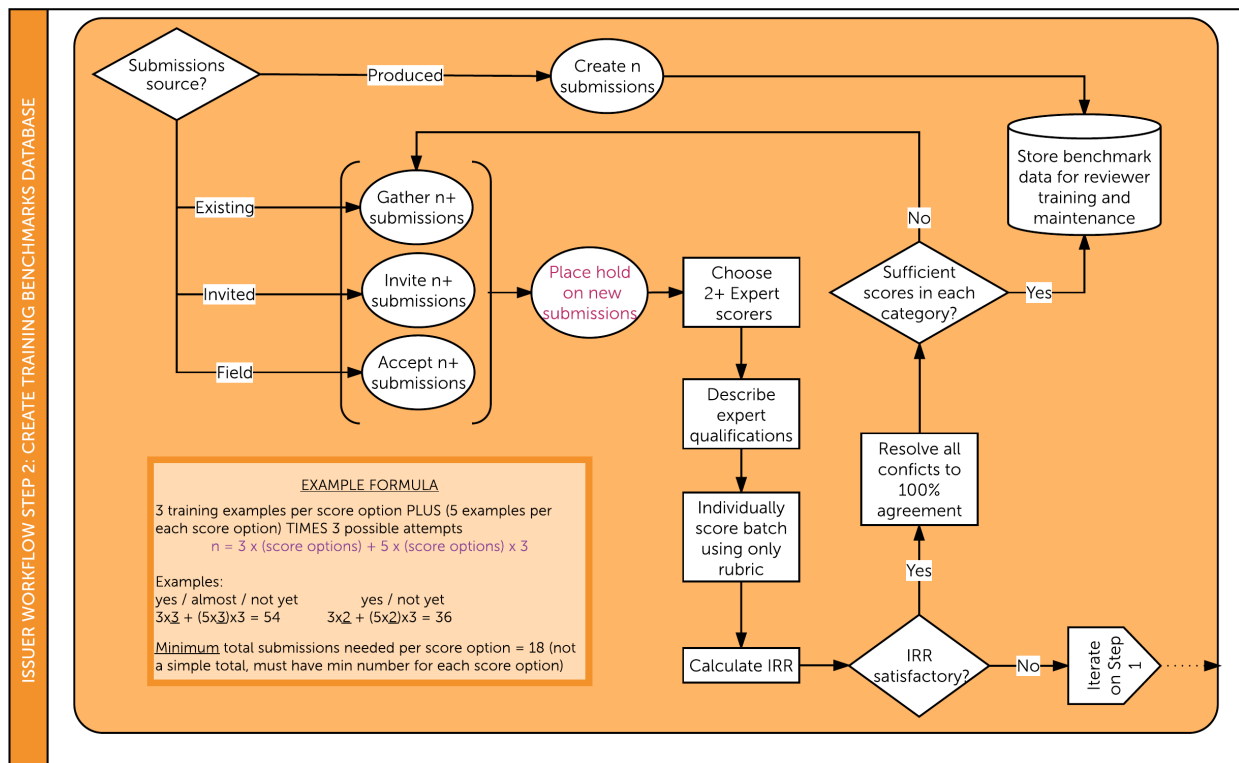 ISSUER WORKFLOW STEP 2: CREATE TRAINING BENCHMARKS DATABASE
Submissions
source?
Produced
Create n
submissions
Store benchmark
data for reviewer
training and
maintenance
Existing
Gather n+
submissions
Invited
Invite n+
submissions
Field
Accept n+
submissions
Place hold
on new
submissions
Choose
2+ Expert
scorers
Describe
expert
qualifications
Individually
score batch
using only
rubric
Calculate IRR
IRR
satisfactory?
No
Iterate
on Step
1
Yes
Resolve all
conficts to
100%
agreement
Sufficient
scores in each
category?
No
Yes
EXAMPLE FORMULA
3 training examples per score option PLUS (5 examples per
each score option) TIMES 3 possible attempts
n = 3 x (score options) + 5 x (score options) x 3
Examples:
yes / almost / not yet
3x3 + (5x3)x3 = 54
yes / not yet
3x2 + (5x2)x3 = 36
Minimum total submissions needed per score option = 18 (not
a simple total, must have min number for each score option)